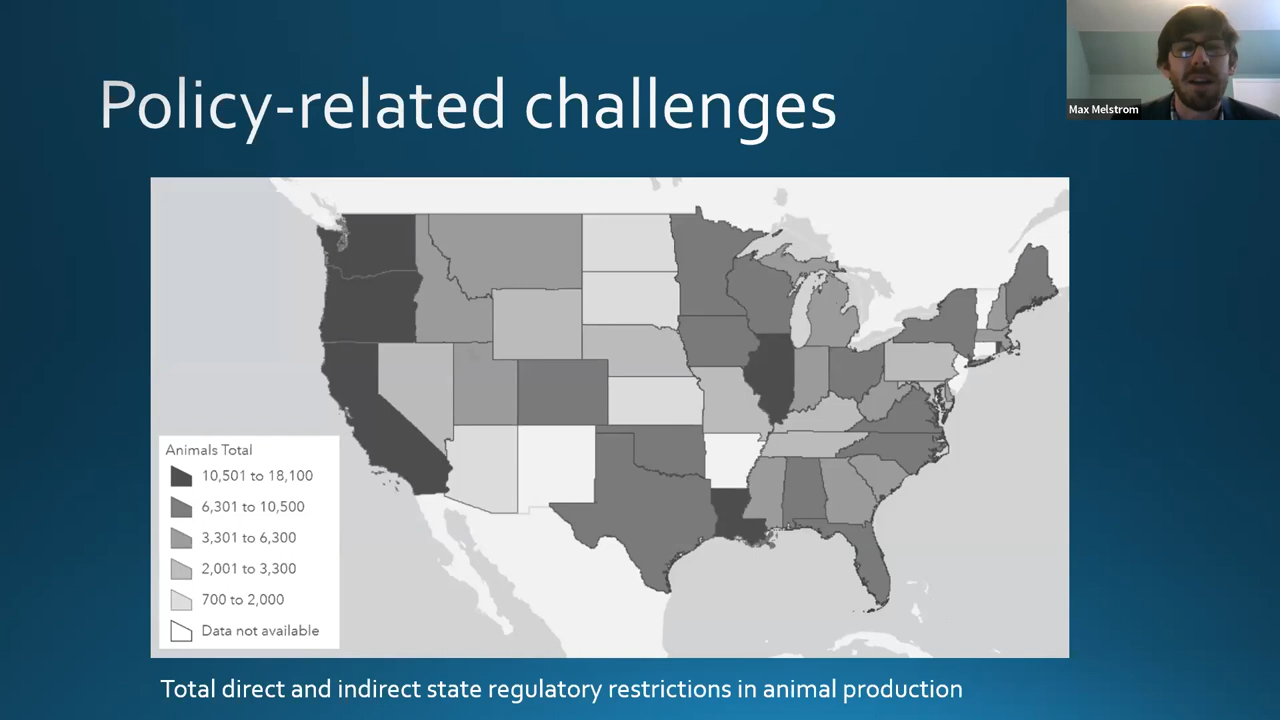 Policy-related challenges
Max Melstrom
Animals Total
10,501 to 18,100
6,301 to 10,500
3,301 to 6,300
2,001 to 3,300
700 to 2,000
Data not available
Total direct and indirect state regulatory restrictions in animal production